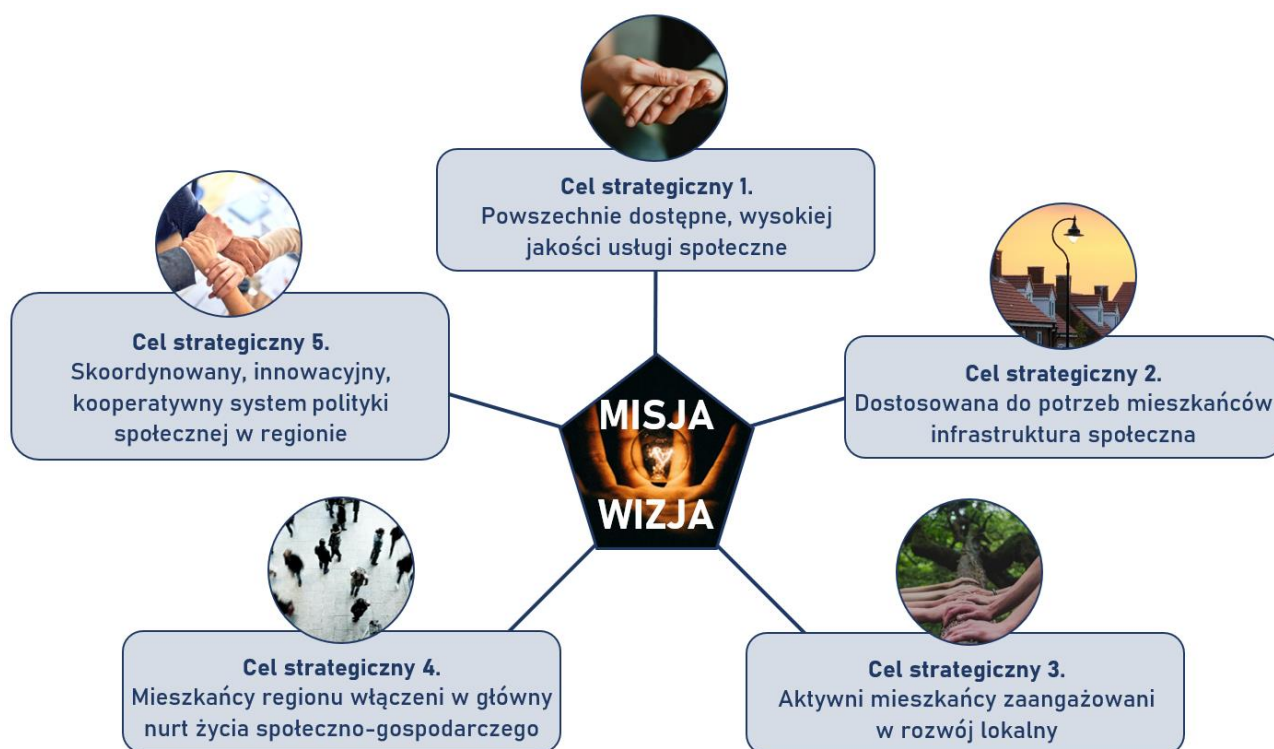 Cel strategiczny 1.
Powszechnie dostępne, wysokiej
jakości usługi społeczne
Cel strategiczny 5.
Skoordynowany, innowacyjny,
kooperatywny system polityki
społecznej w regionie
Cel strategiczny 2.
Dostosowana do potrzeb mieszkańców
infrastruktura społeczna
MISJA
WIZJA
Cel strategiczny 4.
Mieszkańcy regionu włączeni w główny
nurt życia społeczno-gospodarczego
Cel strategiczny 3.
Aktywni mieszkańcy zaangażowani
w rozwój lokalny